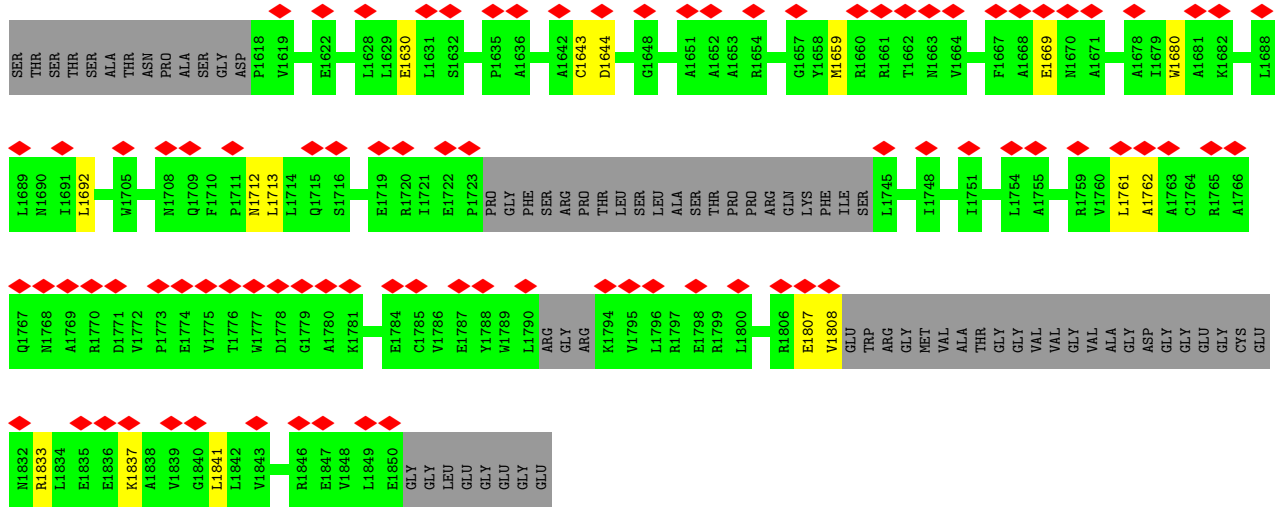 SER THR SER THR SER ALA THR ASN PRO ALA SER GLY ASP P1618 V1619 E1622 L1628 L1629 E1630 L1631 S1632 P1635 A1636 A1642 C1643 D1644 G1648 A1651 A1652 A1653 R1654 G1657 Y1658 M1659 R1660 R1661 T1662 N1663 V1664 F1667 A1668 E1669 N1670 A1671 A1678 I1679 W1680 A1681 K1682 L1688
L1689 N1690 I1691 L1692 W1705 N1708 Q1709 F1710 P1711 N1712 L1713 L1714 Q1715 S1716 E1719 R1720 I1721 E1722 P1723 PRO GLY PHE SER ARG PRO THR LEU SER LEU ALA SER THR PRO PRO ARG GLN LYS PHE ILE SER L1745 I1748 I1751 L1754 A1755 R1759 V1760 L1761 A1762 A1763 C1764 R1765 A1766
Q1767 N1768 A1769 R1770 D1771 V1772 P1773 E1774 V1775 T1776 W1777 D1778 G1779 A1780 K1781 E1784 C1785 V1786 E1787 Y1788 W1789 L1790 ARG GLY ARG K1794 V1795 L1796 R1797 E1798 R1799 L1800 R1806 E1807 V1808 GLU TRP ARG GLY MET VAL ALA THR GLY GLY VAL VAL GLY VAL ALA GLY ASP GLY GLY GLU GLY CYS GLU
N1832 R1833 L1834 E1835 E1836 K1837 A1838 V1839 G1840 L1841 L1842 V1843 R1846 E1847 V1848 L1849 E1850 GLY GLY LEU GLU GLY GLU GLY GLU